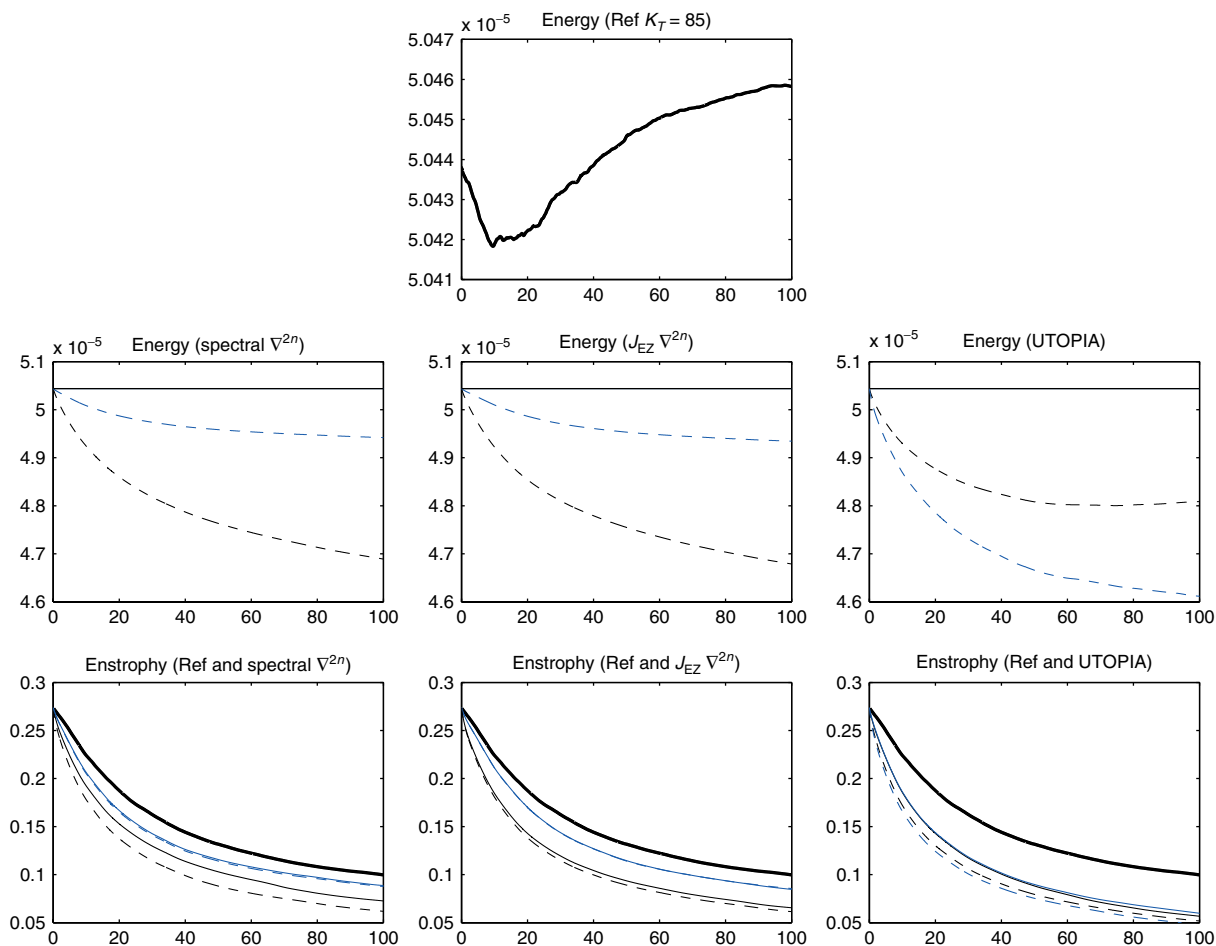 x 10⁻⁵
Energy (Ref K_T = 85)
5.047
5.046
5.045
5.044
5.043
5.042
5.041
0 20 40 60 80 100
x 10⁻⁵
Energy (spectral ∇²ⁿ)
5.1
5
4.9
4.8
4.7
4.6
0 20 40 60 80 100
x 10⁻⁵
Energy (J_EZ ∇²ⁿ)
5.1
5
4.9
4.8
4.7
4.6
0 20 40 60 80 100
x 10⁻⁵
Energy (UTOPIA)
5.1
5
4.9
4.8
4.7
4.6
0 20 40 60 80 100
Enstrophy (Ref and spectral ∇²ⁿ)
0.3
0.25
0.2
0.15
0.1
0.05
0 20 40 60 80 100
Enstrophy (Ref and J_EZ ∇²ⁿ)
0.3
0.25
0.2
0.15
0.1
0.05
0 20 40 60 80 100
Enstrophy (Ref and UTOPIA)
0.3
0.25
0.2
0.15
0.1
0.05
0 20 40 60 80 100